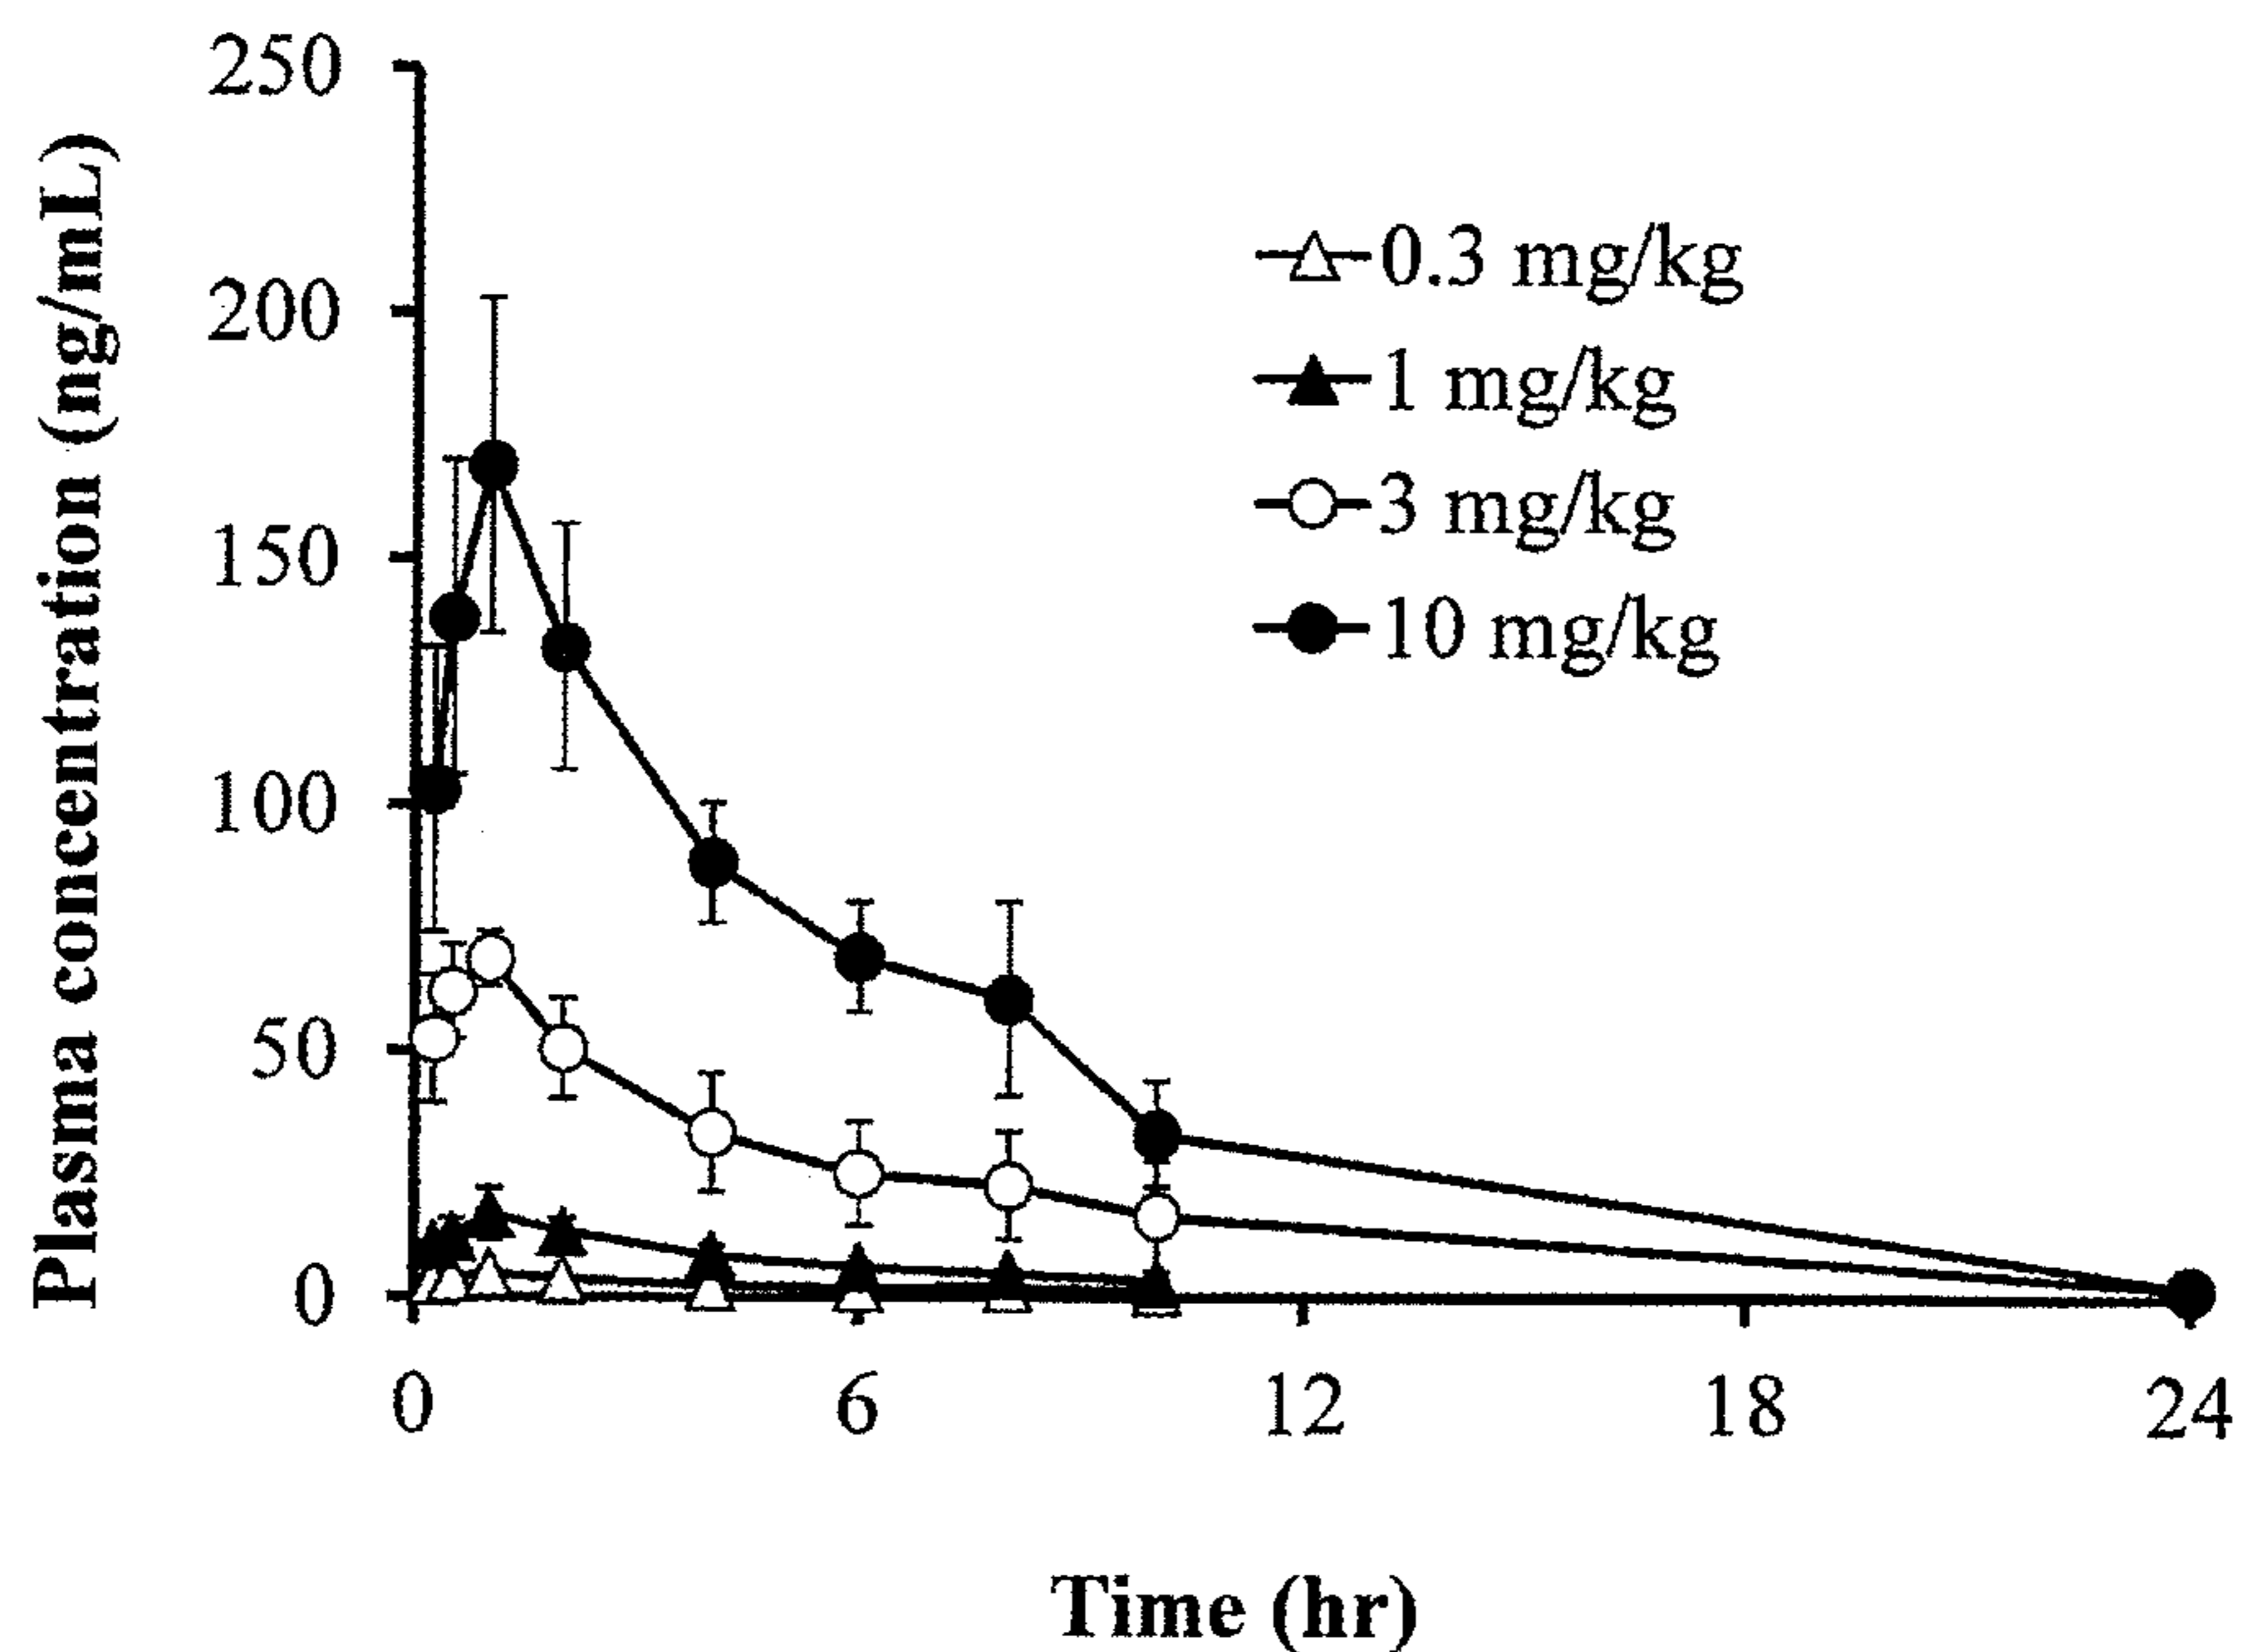 Plasma concentration (ng/mL)
250
200
150
100
50
0
0.3 mg/kg
1 mg/kg
3 mg/kg
10 mg/kg
0 6 12 18 24
Time (hr)